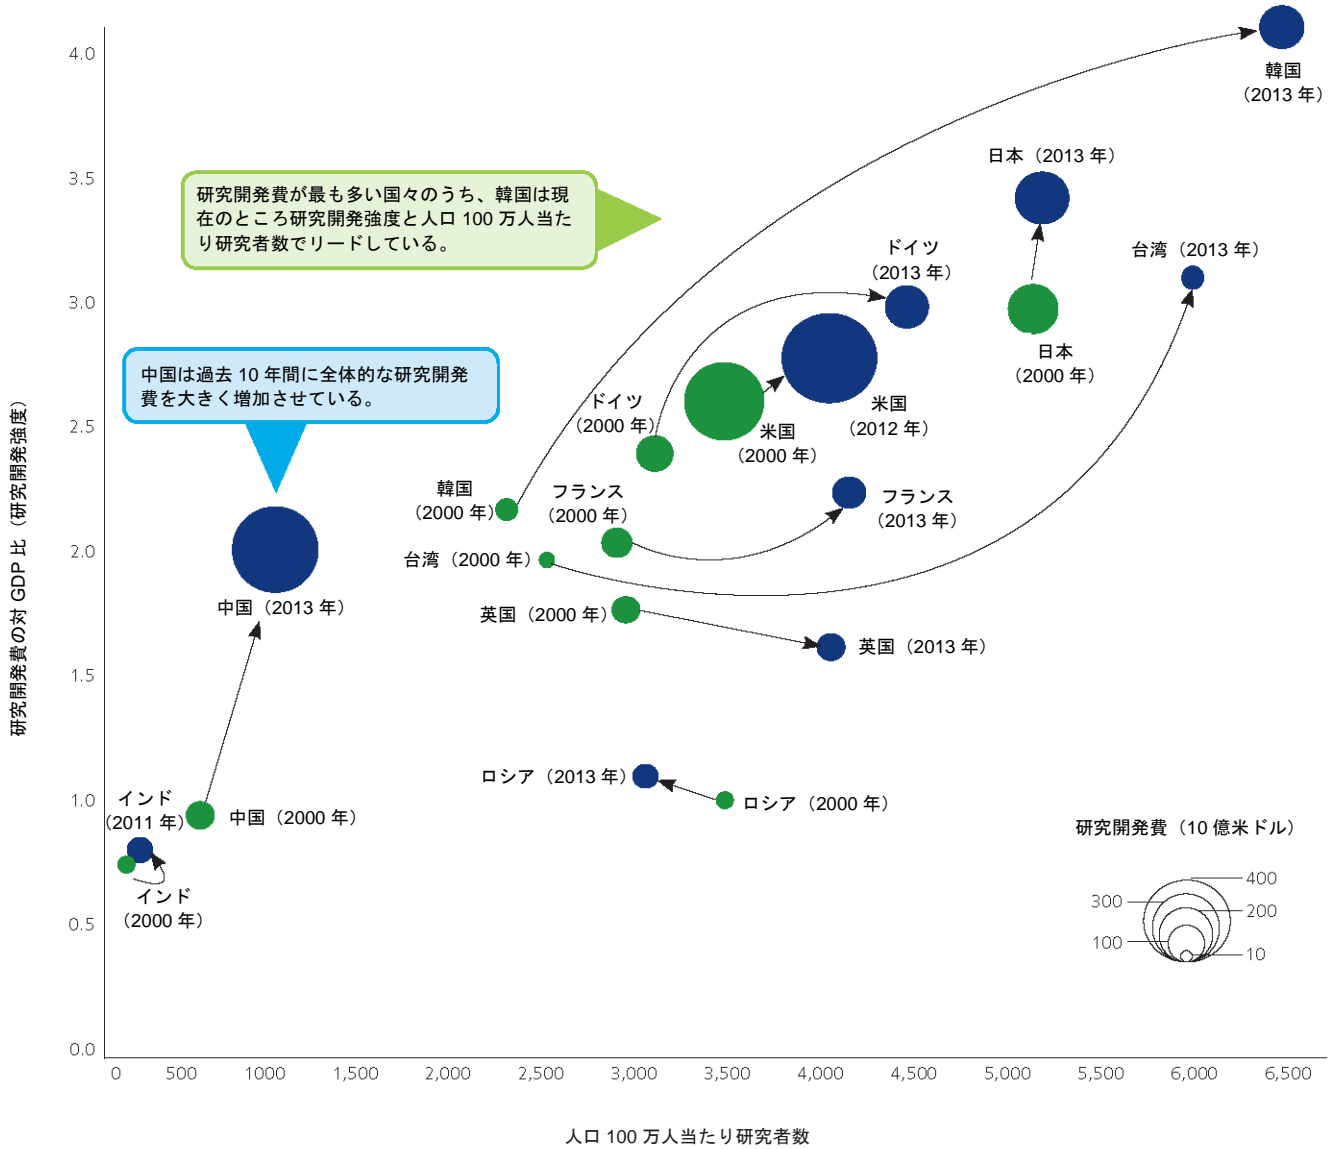 韓国
（2013 年）
4.0
日本（2013 年）
3.5
研究開発費が最も多い国々のうち、韓国は現
在のところ研究開発強度と人口 100 万人当た
り研究者数でリードしている。
ドイツ
（2013 年）
台湾（2013 年）
3.0
日本
（2000 年）
中国は過去 10 年間に全体的な研究開発
費を大きく増加させている。
ドイツ
（2000 年）
米国
（2000 年）
米国
（2012 年）
2.5
韓国
（2000 年）
フランス
（2000 年）
フランス
（2013 年）
2.0
台湾（2000 年）
中国（2013 年）
英国（2000 年）
英国（2013 年）
1.5
ロシア（2013 年）
ロシア（2000 年）
1.0
インド
（2011 年）
中国（2000 年）
インド
（2000 年）
0.5
0.0
研究開発費の対 GDP 比（研究開発強度）
研究開発費（10 億米ドル）
400
300
200
100
10
0 500 1000 1,500 2,000 2,500 3,000 3,500 4,000 4,500 5,000 5,500 6,000 6,500
人口 100 万人当たり研究者数